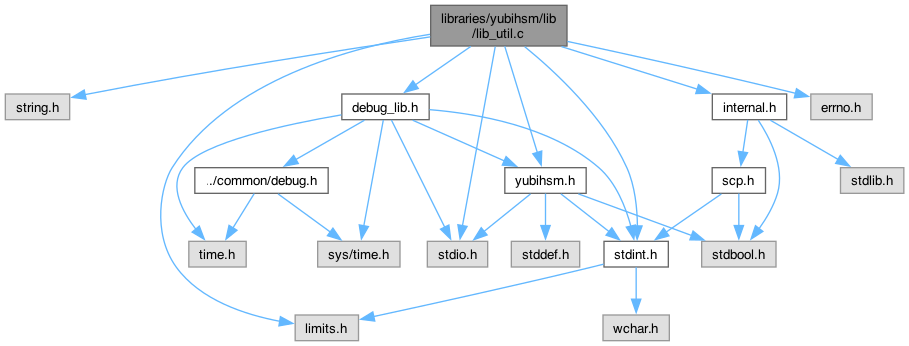 libraries/yubihsm/lib
/lib_util.c
string.h
debug_lib.h
internal.h
errno.h
../common/debug.h
yubihsm.h
scp.h
stdlib.h
time.h
sys/time.h
stdio.h
stddef.h
stdint.h
stdbool.h
limits.h
wchar.h